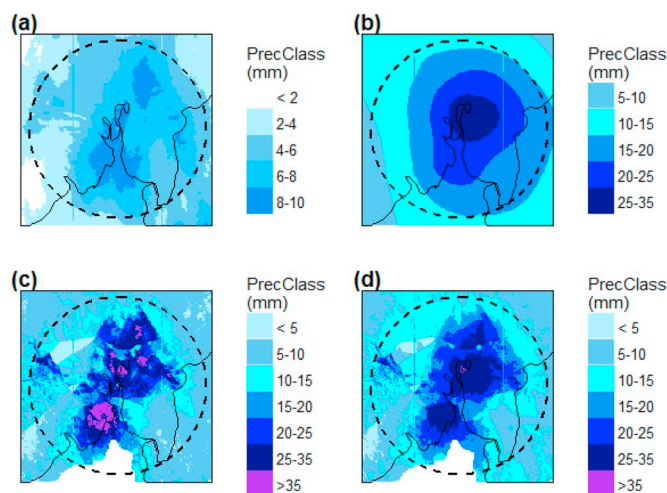 (a)
PrecClass
(mm)
< 2
2-4
4-6
6-8
8-10
(b)
PrecClass
(mm)
5-10
10-15
15-20
20-25
25-35
(c)
PrecClass
(mm)
< 5
5-10
10-15
15-20
20-25
25-35
>35
(d)
PrecClass
(mm)
< 5
5-10
10-15
15-20
20-25
25-35
>35